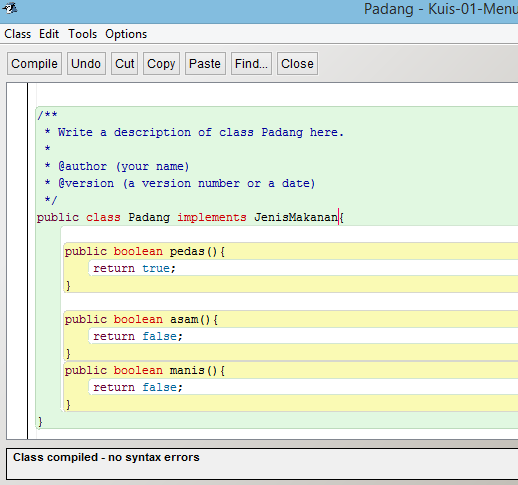 Padang - Kuis-01-Menu
Class Edit Tools Options
Compile Undo Cut Copy Paste Find... Close
/**
 * Write a description of class Padang here.
 *
 * @author (your name)
 * @version (a version number or a date)
 */
public class Padang implements JenisMakanan{
public boolean pedas(){
return true;
}
public boolean asam(){
return false;
}
public boolean manis(){
return false;
}
}
Class compiled - no syntax errors